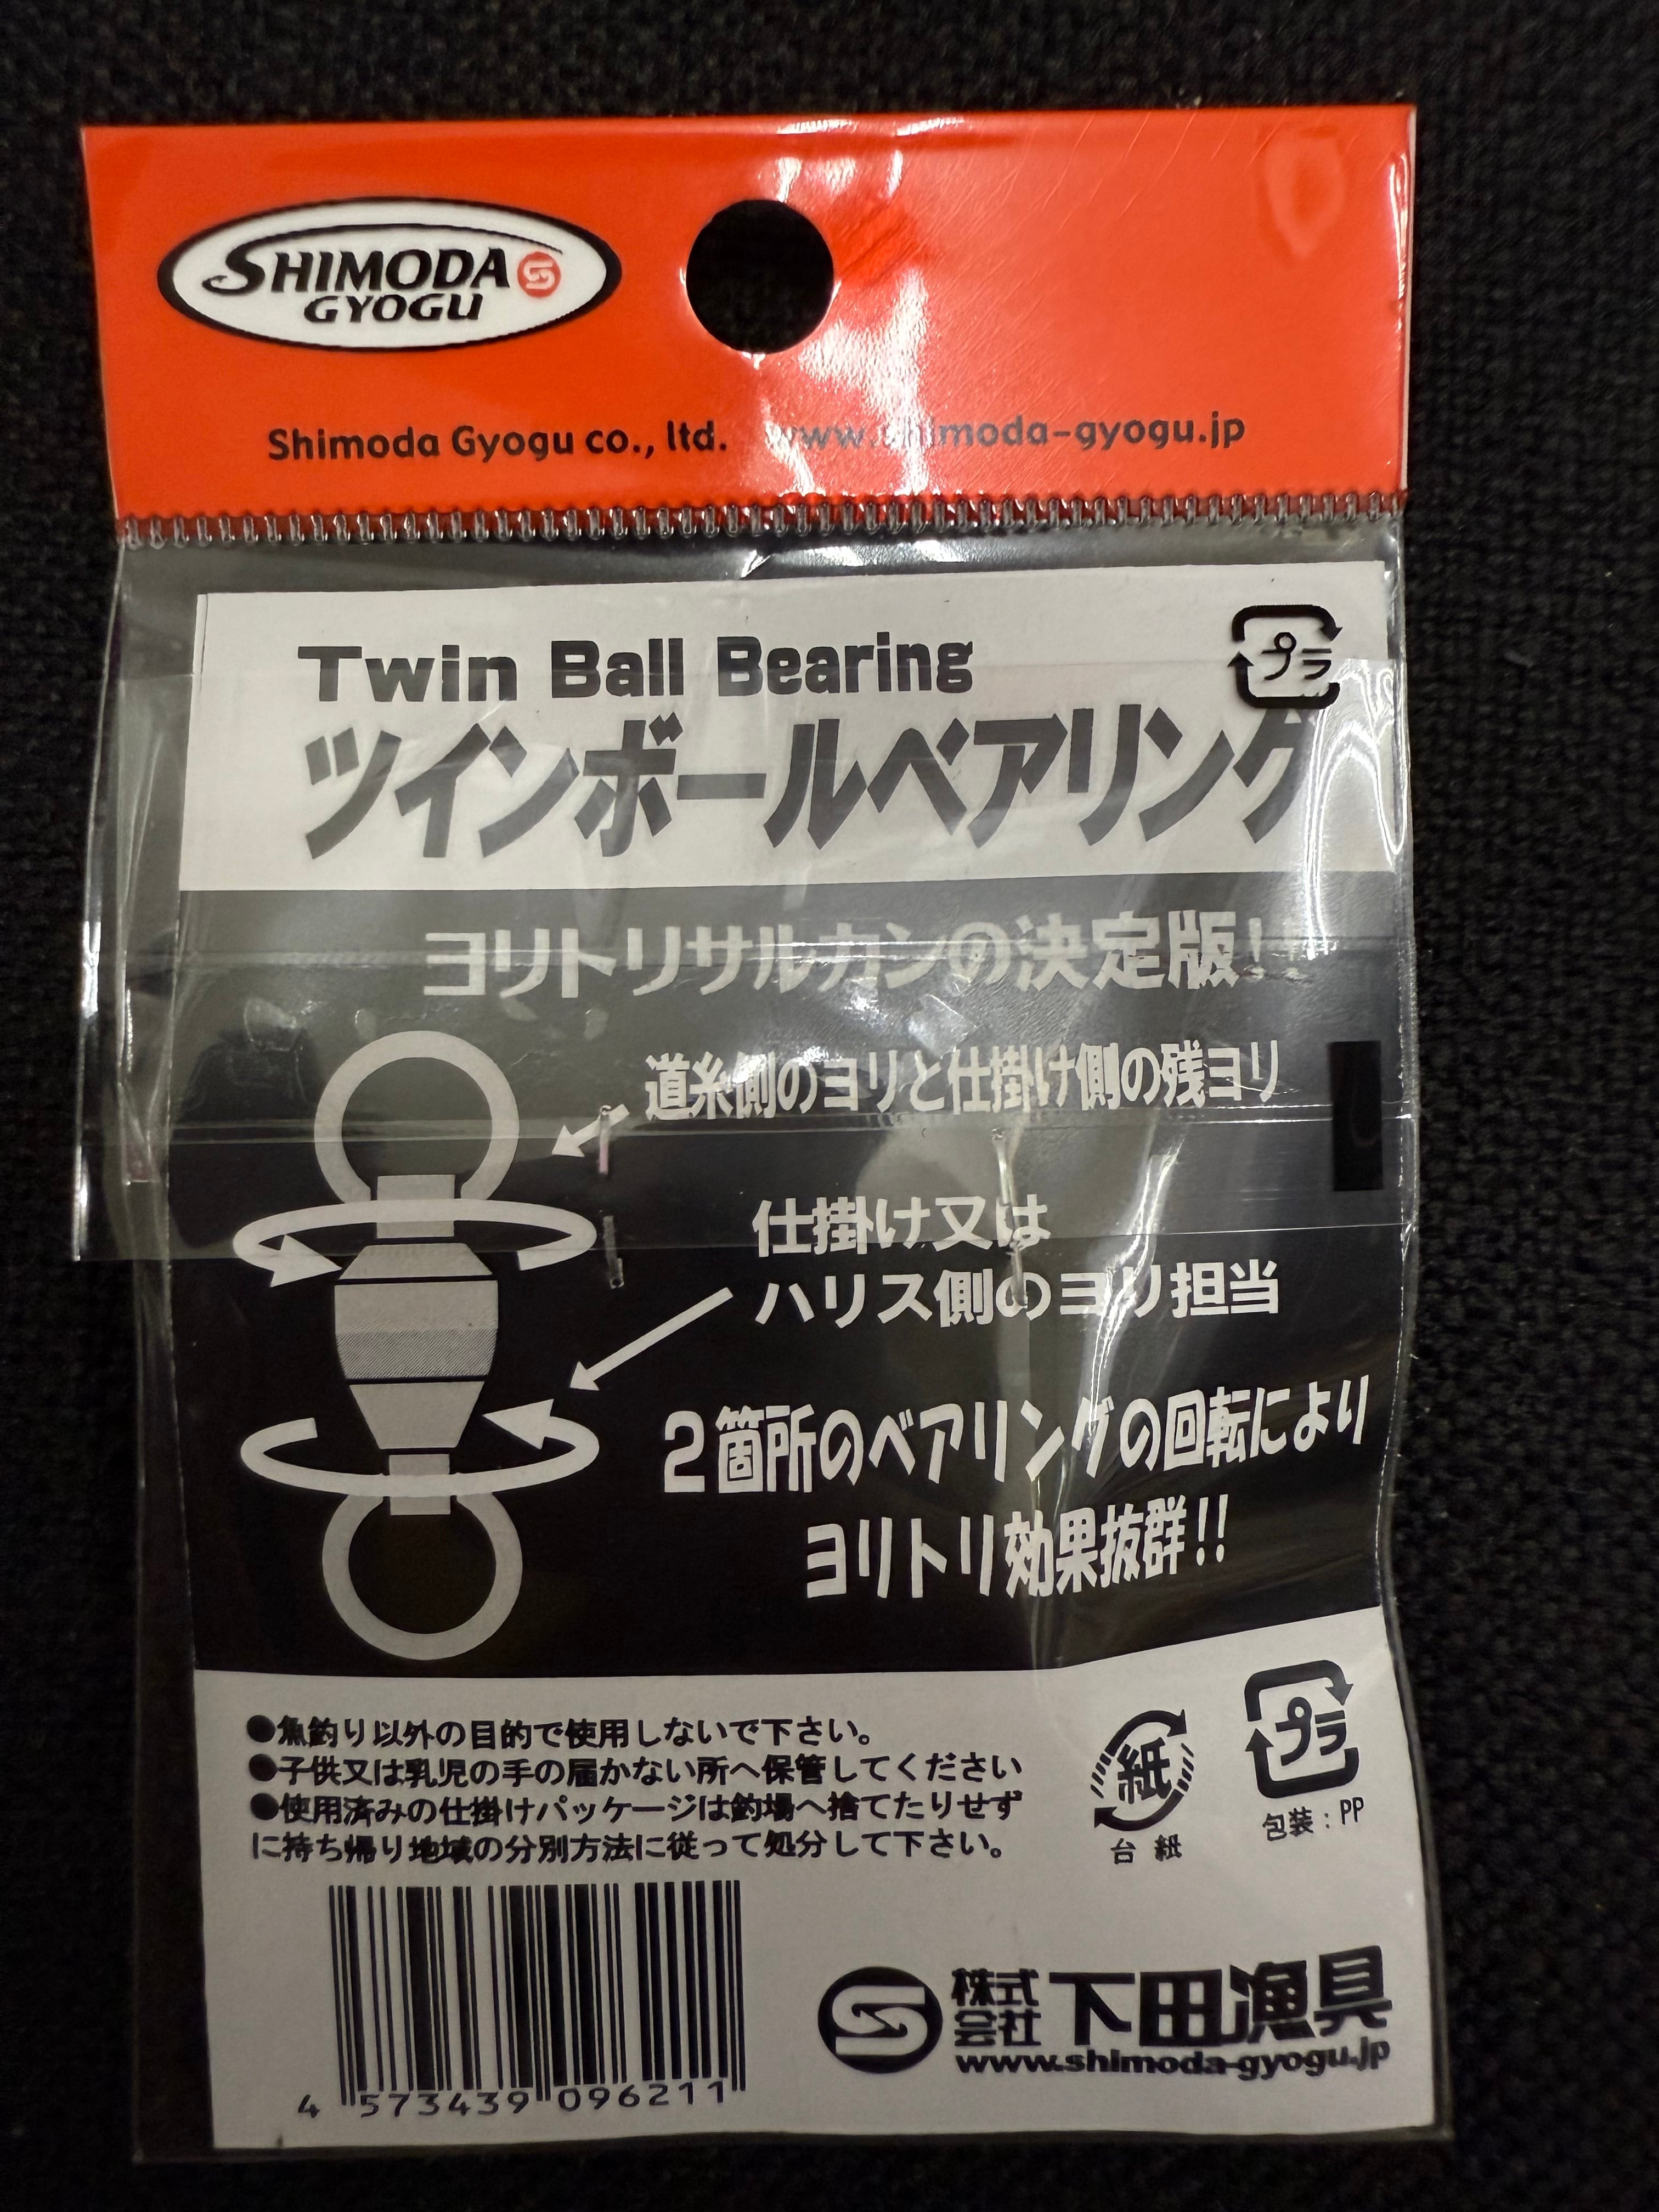 SHIMODA
GYOGU
Shimoda Gyogu co., ltd. www.shimoda-gyogu.jp
Twin Ball Bearing
プラ
ツインボールベアリング
ヨリトリサルカンの決定版!!
道糸側のヨリと仕掛け側の残ヨリ
仕掛け又は
ハリス側のヨリ担当
2箇所のベアリングの回転により
ヨリトリ効果抜群!!
●魚釣り以外の目的で使用しないで下さい。
●子供又は乳児の手の届かない所へ保管してください
●使用済みの仕掛けパッケージは釣場へ捨てたりせず
に持ち帰り地域の分別方法に従って処分して下さい。
紙
台紙
プラ
包装:PP
4 573439 096211
株式会社 下田漁具
www.shimoda-gyogu.jp